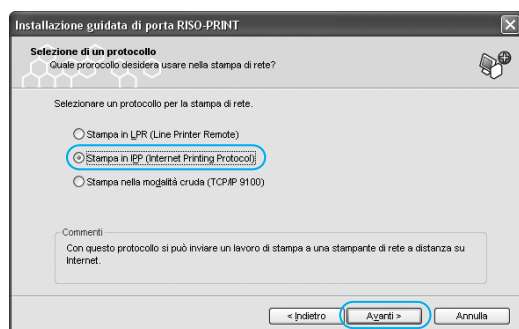 Installazione guidata di porta RISO-PRINT
Selezione di un protocollo
Quale prorocollo desidera usare nella stampa di rete?
Selezionare un protocollo per la stampa di rete.
Stampa in LPR (Line Printer Remote)
Stampa in IPP (Internet Printing Protocol)
Stampa nella modalità cruda (TCP/IP 9100)
Commenti
Con questo protocollo si può inviare un lavoro di stampa a una stampante di rete a distanza su
Internet.
< Indietro Avanti > Annulla